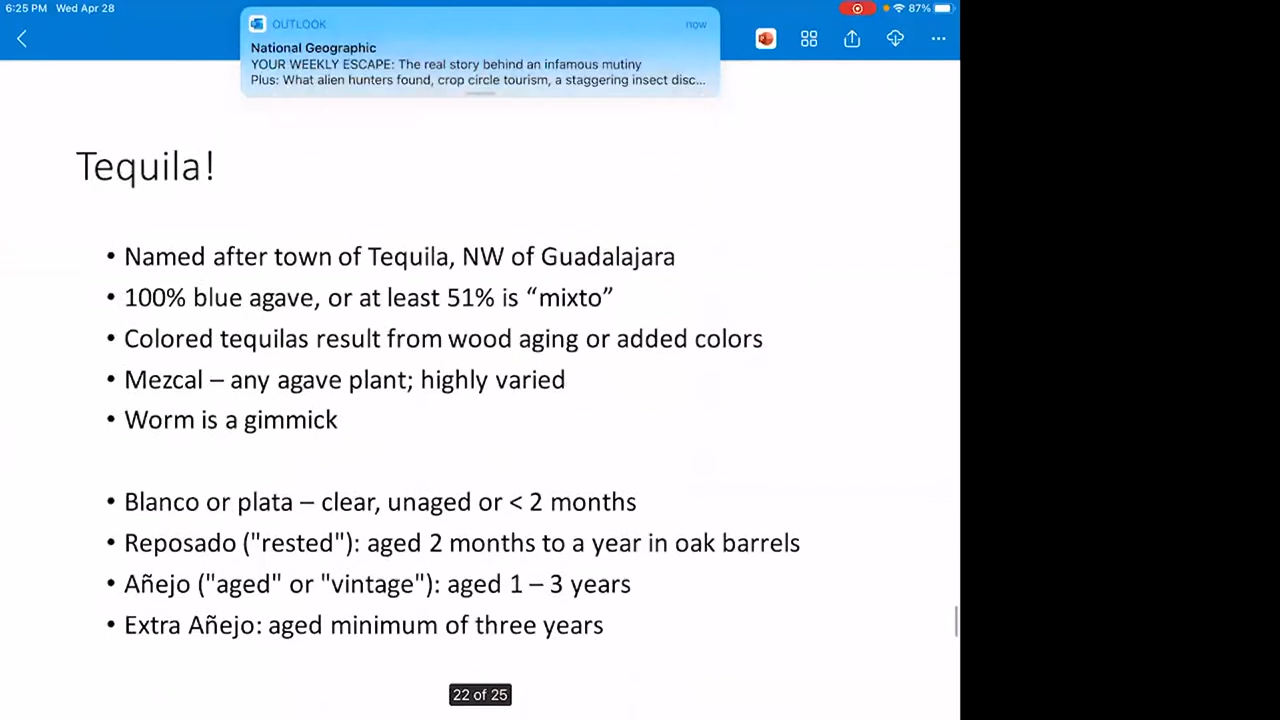 6:25 PM Wed Apr 28
87%
OUTLOOK
now
National Geographic
YOUR WEEKLY ESCAPE: The real story behind an infamous mutiny
Plus: What alien hunters found, crop circle tourism, a staggering insect disc...
Tequila!
• Named after town of Tequila, NW of Guadalajara
• 100% blue agave, or at least 51% is “mixto”
• Colored tequilas result from wood aging or added colors
• Mezcal – any agave plant; highly varied
• Worm is a gimmick
• Blanco or plata – clear, unaged or < 2 months
• Reposado ("rested"): aged 2 months to a year in oak barrels
• Añejo ("aged" or "vintage"): aged 1 – 3 years
• Extra Añejo: aged minimum of three years
22 of 25